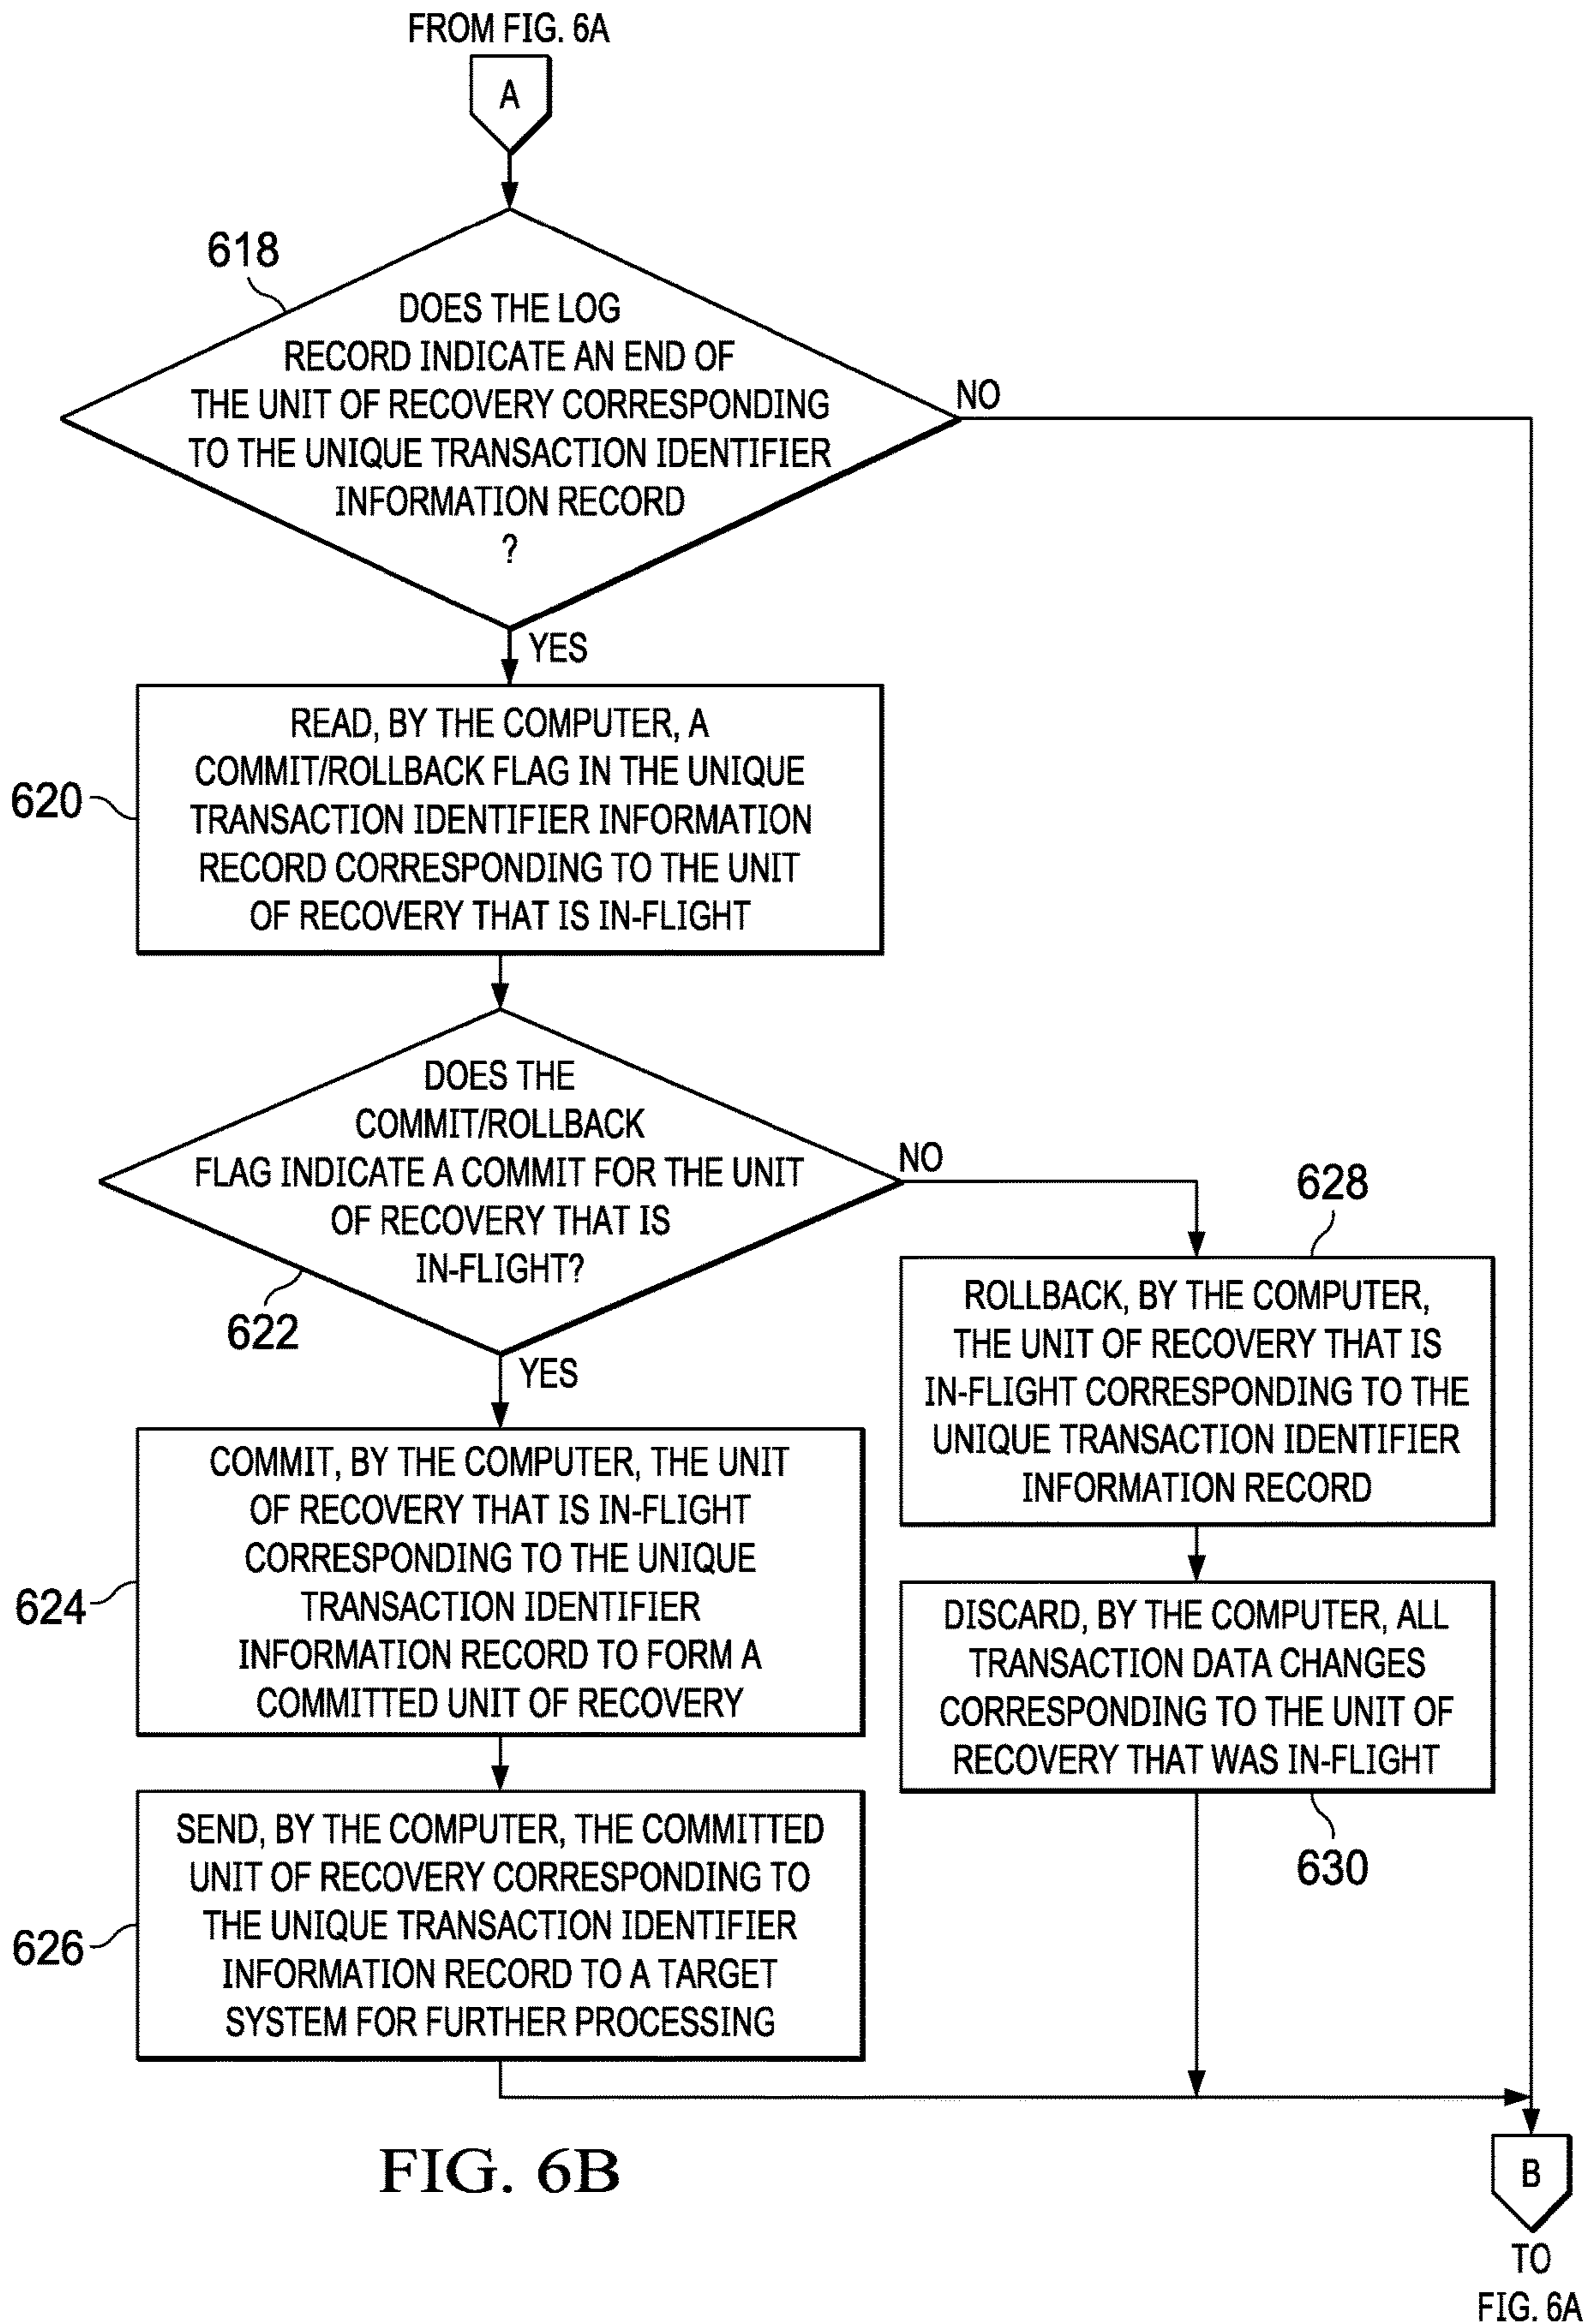 FROM FIG. 6A
A
618
DOES THE LOG
RECORD INDICATE AN END OF
THE UNIT OF RECOVERY CORRESPONDING
TO THE UNIQUE TRANSACTION IDENTIFIER
INFORMATION RECORD
?
NO
YES
620
READ, BY THE COMPUTER, A
COMMIT/ROLLBACK FLAG IN THE UNIQUE
TRANSACTION IDENTIFIER INFORMATION
RECORD CORRESPONDING TO THE UNIT
OF RECOVERY THAT IS IN-FLIGHT
DOES THE
COMMIT/ROLLBACK
FLAG INDICATE A COMMIT FOR THE UNIT
OF RECOVERY THAT IS
IN-FLIGHT?
622
NO
YES
628
ROLLBACK, BY THE COMPUTER,
THE UNIT OF RECOVERY THAT IS
IN-FLIGHT CORRESPONDING TO THE
UNIQUE TRANSACTION IDENTIFIER
INFORMATION RECORD
624
COMMIT, BY THE COMPUTER, THE UNIT
OF RECOVERY THAT IS IN-FLIGHT
CORRESPONDING TO THE UNIQUE
TRANSACTION IDENTIFIER
INFORMATION RECORD TO FORM A
COMMITTED UNIT OF RECOVERY
DISCARD, BY THE COMPUTER, ALL
TRANSACTION DATA CHANGES
CORRESPONDING TO THE UNIT OF
RECOVERY THAT WAS IN-FLIGHT
630
626
SEND, BY THE COMPUTER, THE COMMITTED
UNIT OF RECOVERY CORRESPONDING TO
THE UNIQUE TRANSACTION IDENTIFIER
INFORMATION RECORD TO A TARGET
SYSTEM FOR FURTHER PROCESSING
FIG. 6B
B
TO
FIG. 6A